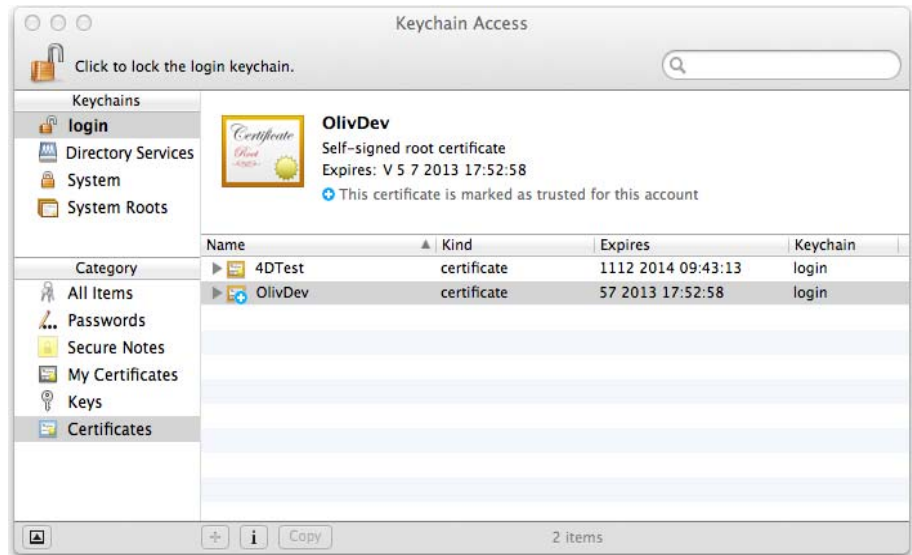 Keychain Access
Click to lock the login keychain.
Keychains
login
Directory Services
System
System Roots
Certificate
Root
OlivDev
Self-signed root certificate
Expires: V 5 7 2013 17:52:58
This certificate is marked as trusted for this account
Name Kind Expires Keychain
4DTest certificate 1112 2014 09:43:13 login
OlivDev certificate 57 2013 17:52:58 login
Category
All Items
Passwords
Secure Notes
My Certificates
Keys
Certificates
+ i Copy 2 items